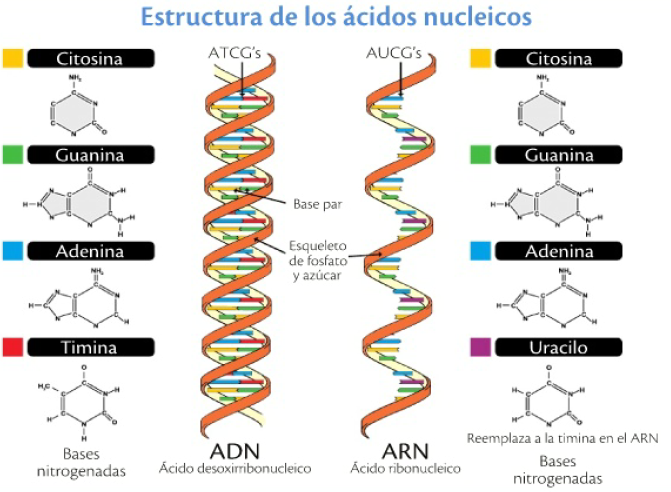 Estructura de los ácidos nucleicos
Citosina
ATCG's
AUCG's
Citosina
Guanina
Guanina
Base par
Esqueleto
de fosfato
y azúcar
Adenina
Adenina
Timina
Uracilo
Reemplaza a la timina en el ARN
Bases
nitrogenadas
ADN
Ácido desoxirribonucleico
ARN
Ácido ribonucleico
Bases
nitrogenadas